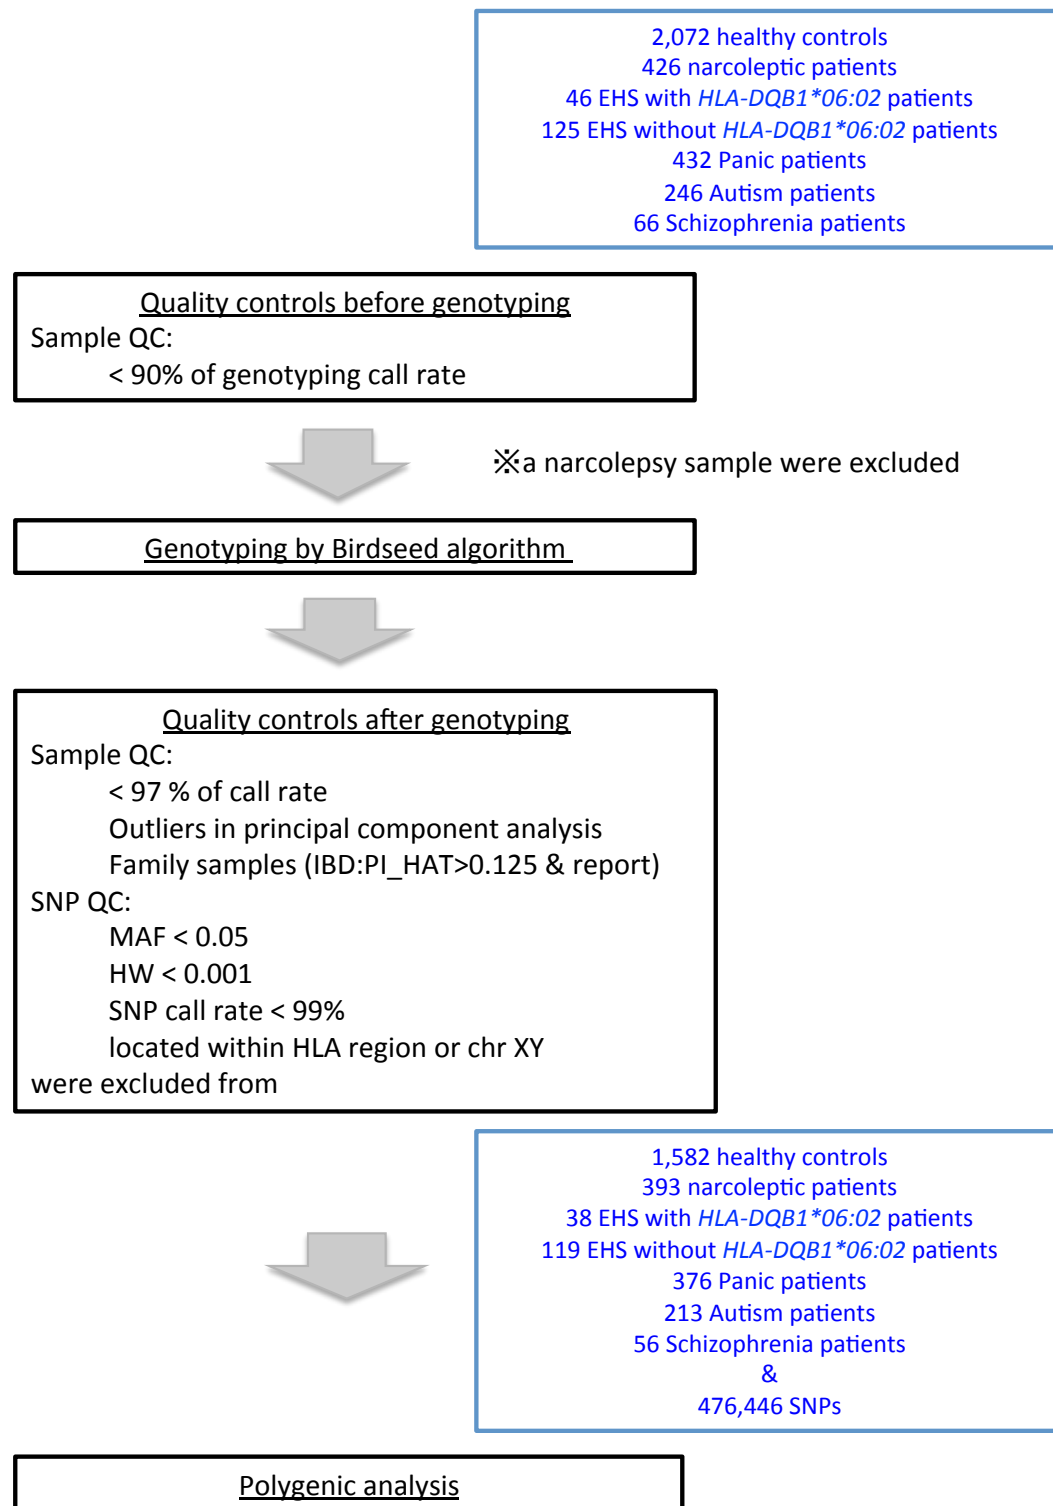 2,072 healthy controls
426 narcoleptic patients
46 EHS with HLA-DQB1*06:02 patients
125 EHS without HLA-DQB1*06:02 patients
432 Panic patients
246 Autism patients
66 Schizophrenia patients
Quality controls before genotyping
Sample QC:
< 90% of genotyping call rate
※a narcolepsy sample were excluded
Genotyping by Birdseed algorithm
Quality controls after genotyping
Sample QC:
< 97 % of call rate
Outliers in principal component analysis
Family samples (IBD:PI_HAT>0.125 & report)
SNP QC:
MAF < 0.05
HW < 0.001
SNP call rate < 99%
located within HLA region or chr XY
were excluded from
1,582 healthy controls
393 narcoleptic patients
38 EHS with HLA-DQB1*06:02 patients
119 EHS without HLA-DQB1*06:02 patients
376 Panic patients
213 Autism patients
56 Schizophrenia patients
&
476,446 SNPs
Polygenic analysis